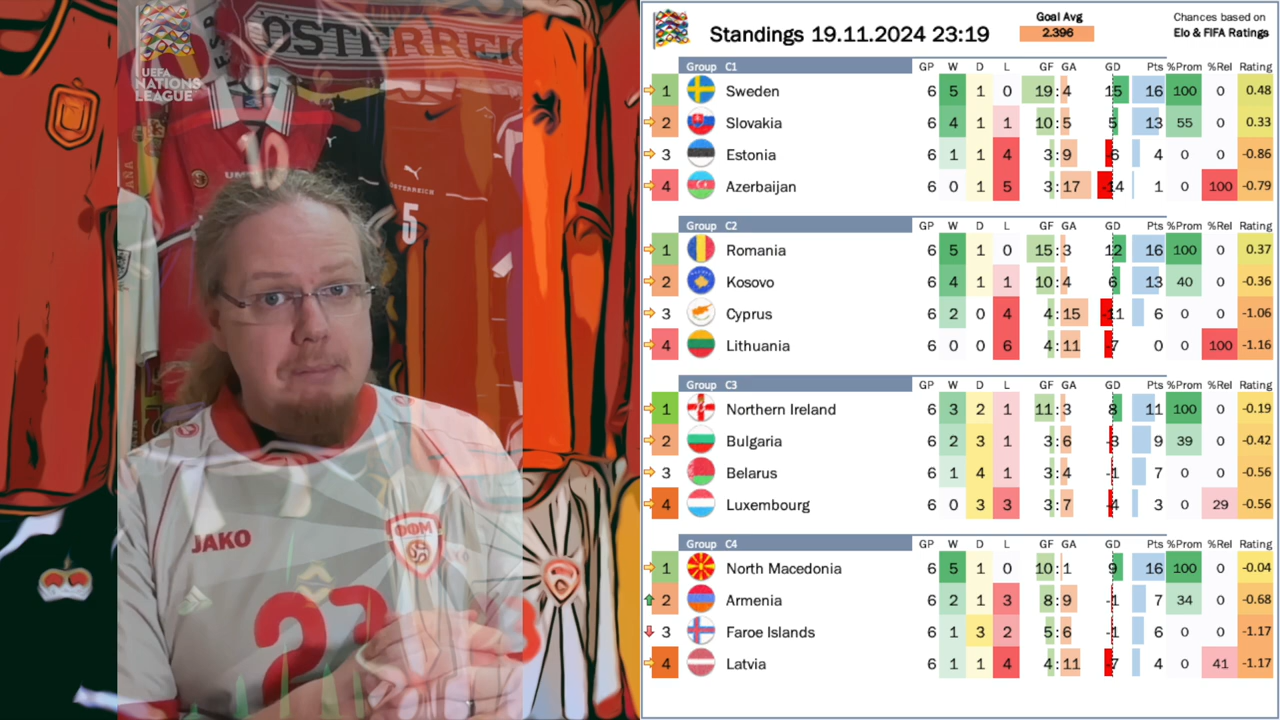 UEFA
NATIONS
LEAGUE
ÖSTERREIC
10
UM
ÖSTERREICH
5
JAKO
ФФМ
27
Standings 19.11.2024 23:19
Goal Avg
2.396
Chances based on
Elo & FIFA Ratings
Group C1 GP W D L GF GA GD Pts %Prom %Rel Rating
1 Sweden 6 5 1 0 19:4 15 16 100 0 0.48
2 Slovakia 6 4 1 1 10:5 5 13 55 0 0.33
3 Estonia 6 1 1 4 3:9 -6 4 0 0 -0.86
4 Azerbaijan 6 0 1 5 3:17 -14 1 0 100 -0.79
Group C2 GP W D L GF GA GD Pts %Prom %Rel Rating
1 Romania 6 5 1 0 15:3 12 16 100 0 0.37
2 Kosovo 6 4 1 1 10:4 6 13 40 0 -0.36
3 Cyprus 6 2 0 4 4:15 -11 6 0 0 -1.06
4 Lithuania 6 0 0 6 4:11 -7 0 0 100 -1.16
Group C3 GP W D L GF GA GD Pts %Prom %Rel Rating
1 Northern Ireland 6 3 2 1 11:3 8 11 100 0 -0.19
2 Bulgaria 6 2 3 1 3:6 -3 9 39 0 -0.42
3 Belarus 6 1 4 1 3:4 -1 7 0 0 -0.56
4 Luxembourg 6 0 3 3 3:7 -4 3 0 29 -0.56
Group C4 GP W D L GF GA GD Pts %Prom %Rel Rating
1 North Macedonia 6 5 1 0 10:1 9 16 100 0 -0.04
2 Armenia 6 2 1 3 8:9 -1 7 34 0 -0.68
3 Faroe Islands 6 1 3 2 5:6 -1 6 0 0 -1.17
4 Latvia 6 1 1 4 4:11 -7 4 0 41 -1.17